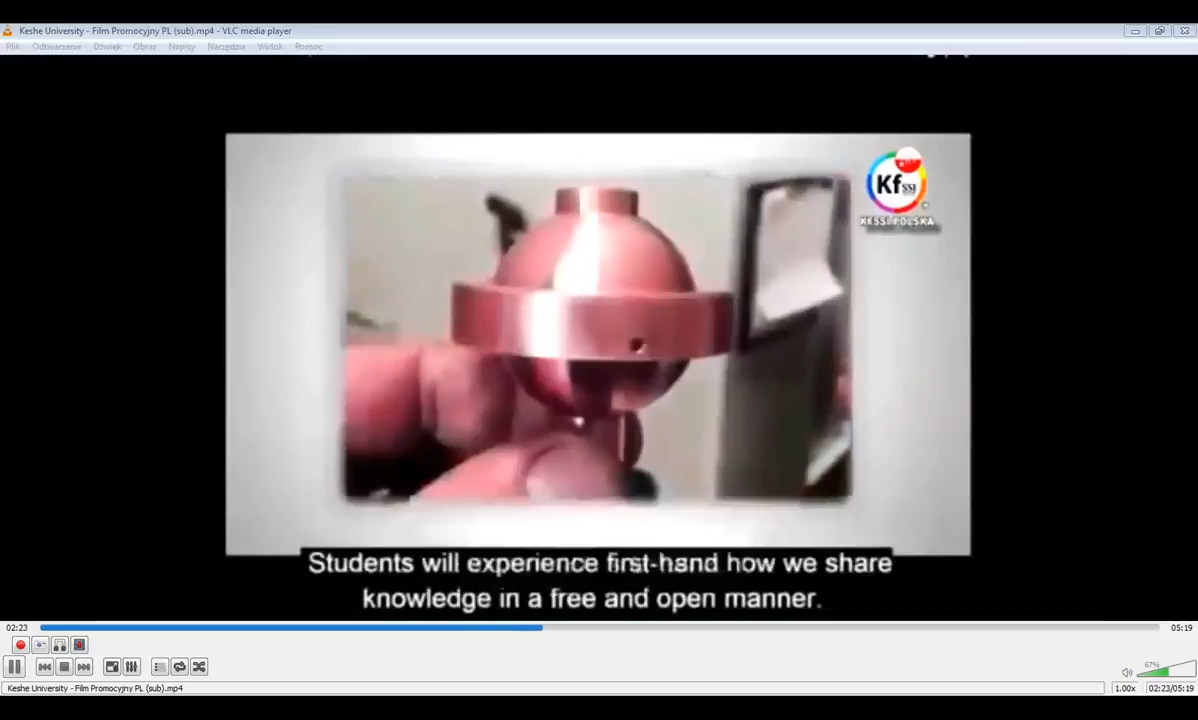 Keshe University - Film Promocyjny PL (sub).mp4 - VLC media player
Plik Odtwarzanie Dźwięk Obraz Napisy Narzędzia Widok Pomoc
Kf SSI
KFSSI POLSKA
Students will experience first-hand how we share
knowledge in a free and open manner.
02:23 05:19
67%
Keshe University - Film Promocyjny PL (sub).mp4 1.00x 02:23/05:19